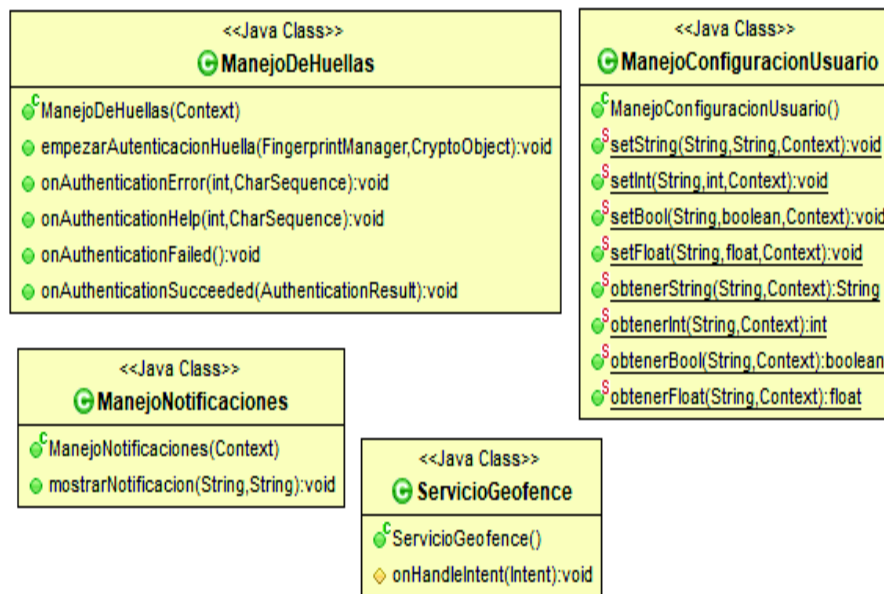 <<Java Class>>
ManejoDeHuellas
ManejoDeHuellas(Context)
empezarAutenticacionHuella(FingerprintManager,CryptoObject):void
onAuthenticationError(int,CharSequence):void
onAuthenticationHelp(int,CharSequence):void
onAuthenticationFailed():void
onAuthenticationSucceeded(AuthenticationResult):void
<<Java Class>>
ManejoConfiguracionUsuario
ManejoConfiguracionUsuario()
setString(String,String,Context):void
setInt(String,int,Context):void
setBool(String,boolean,Context):void
setFloat(String,float,Context):void
obtenerString(String,Context):String
obtenerInt(String,Context):int
obtenerBool(String,Context):boolean
obtenerFloat(String,Context):float
<<Java Class>>
ManejoNotificaciones
ManejoNotificaciones(Context)
mostrarNotificacion(String,String):void
<<Java Class>>
ServicioGeofence
ServicioGeofence()
onHandleIntent(Intent):void